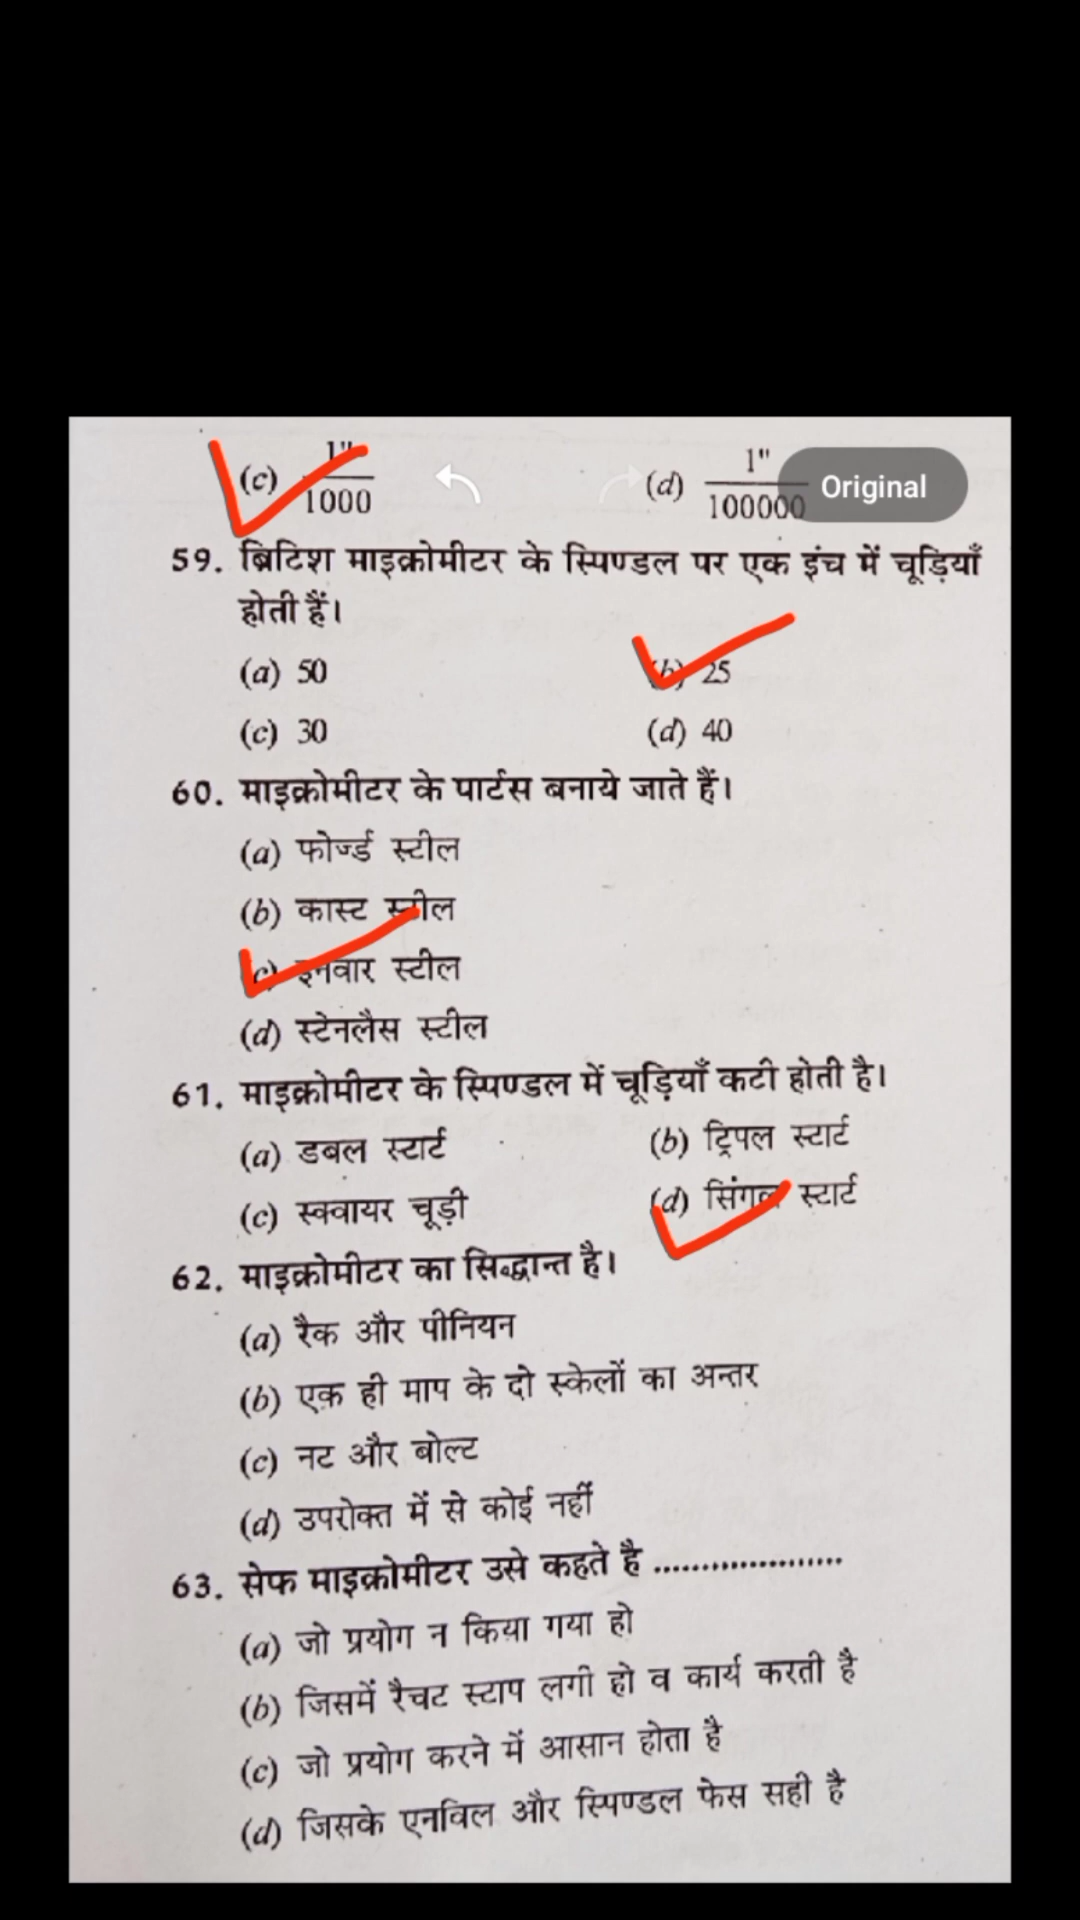 (c) 1" / 1000 (d) 1" / 100000 Original
59. ब्रिटिश माइक्रोमीटर के स्पिण्डल पर एक इंच में चूड़ियाँ
होती हैं।
(a) 50 (b) 25
(c) 30 (d) 40
60. माइक्रोमीटर के पार्टस बनाये जाते हैं।
(a) फोर्ज्ड स्टील
(b) कास्ट स्टील
(c) इनवार स्टील
(d) स्टेनलैस स्टील
61. माइक्रोमीटर के स्पिण्डल में चूड़ियाँ कटी होती है।
(a) डबल स्टार्ट (b) ट्रिपल स्टार्ट
(c) स्क्वायर चूड़ी (d) सिंगल स्टार्ट
62. माइक्रोमीटर का सिद्धान्त है।
(a) रैक और पीनियन
(b) एक ही माप के दो स्केलों का अन्तर
(c) नट और बोल्ट
(d) उपरोक्त में से कोई नहीं
63. सेफ माइक्रोमीटर उसे कहते है .....................
(a) जो प्रयोग न किया गया हो
(b) जिसमें रैचट स्टाप लगी हो व कार्य करती है
(c) जो प्रयोग करने में आसान होता है
(d) जिसके एनविल और स्पिण्डल फेस सही है